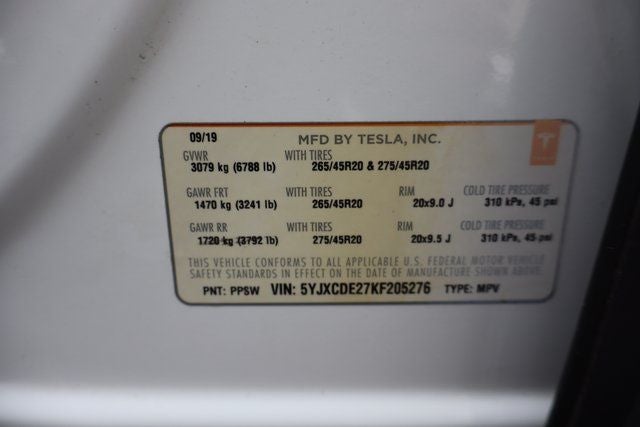 09/19 MFD BY TESLA, INC.
GVWR WITH TIRES
3079 kg (6788 lb) 265/45R20 & 275/45R20
GAWR FRT WITH TIRES RIM COLD TIRE PRESSURE
1470 kg (3241 lb) 265/45R20 20x9.0 J 310 kPa, 45 psi
GAWR RR WITH TIRES RIM COLD TIRE PRESSURE
1720 kg (3792 lb) 275/45R20 20x9.5 J 310 kPa, 45 psi
THIS VEHICLE CONFORMS TO ALL APPLICABLE U.S. FEDERAL MOTOR VEHICLE
SAFETY STANDARDS IN EFFECT ON THE DATE OF MANUFACTURE SHOWN ABOVE.
PNT: PPSW VIN: 5YJXCDE27KF205276 TYPE: MPV